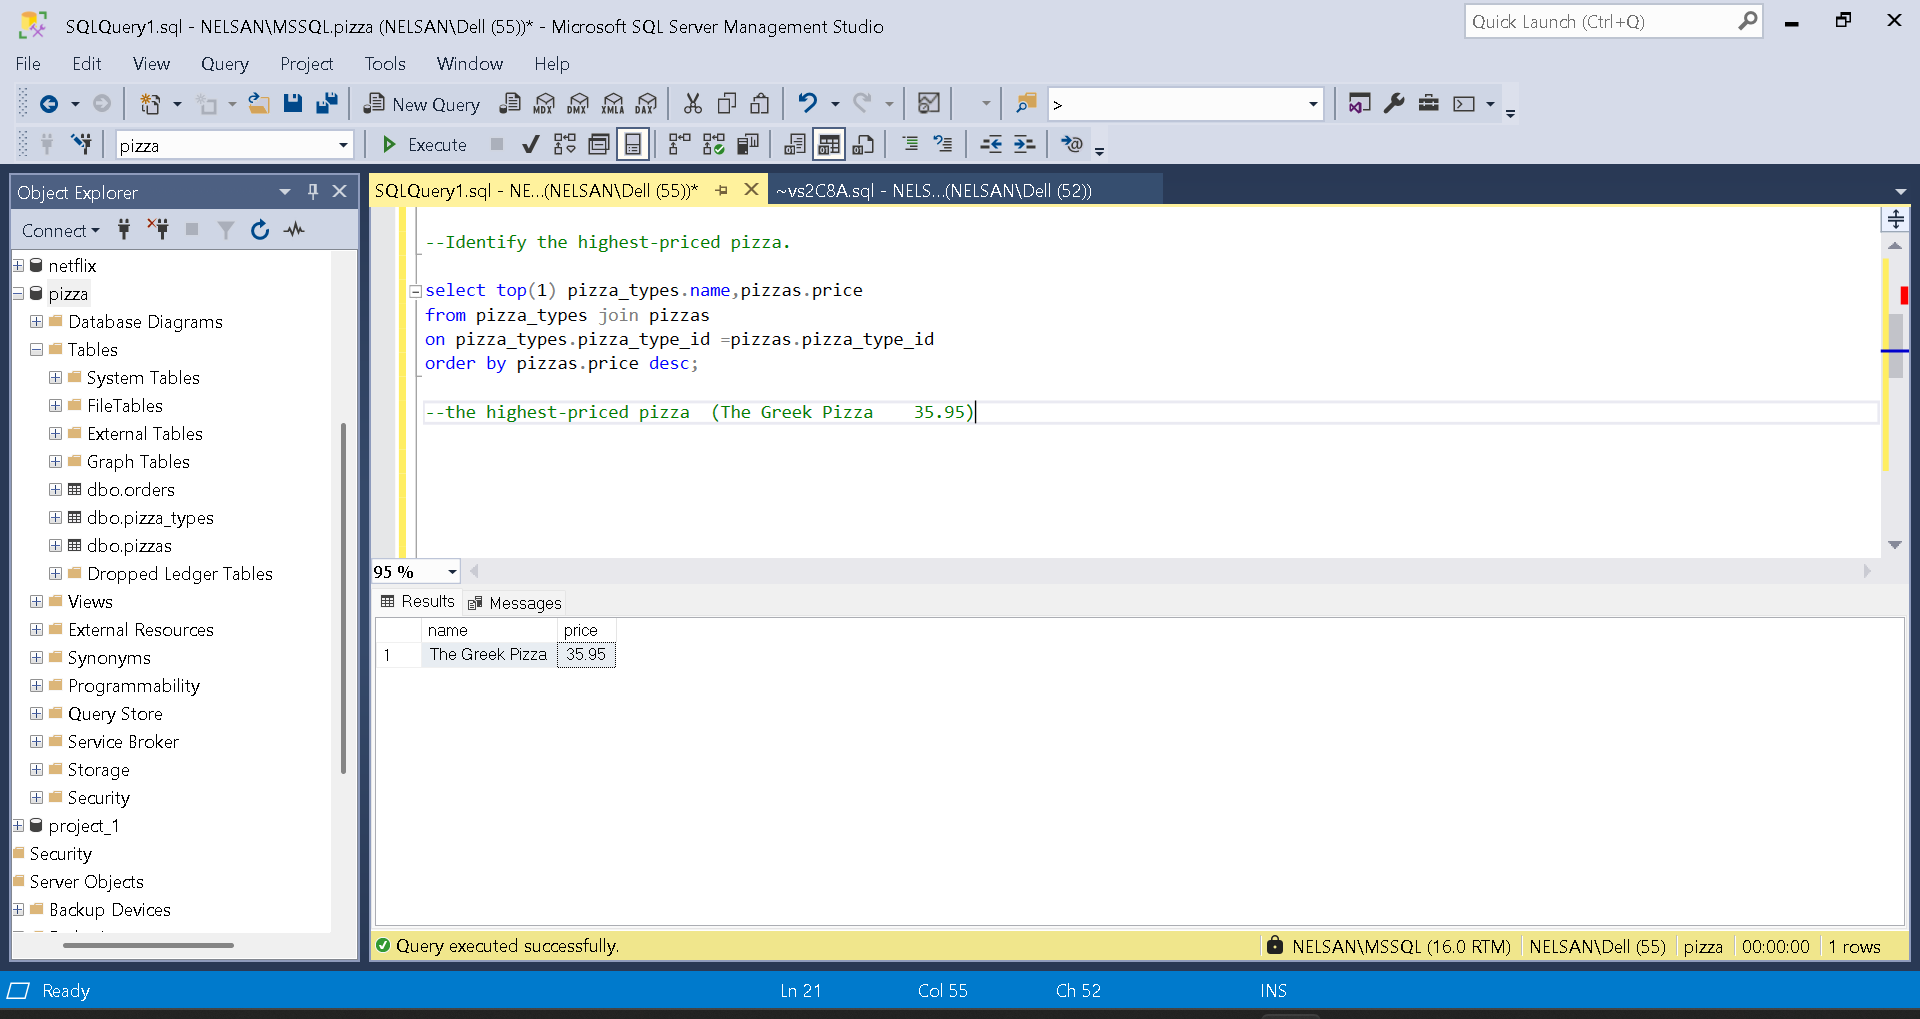 SQLQuery1.sql - NELSAN\MSSQL.pizza (NELSAN\Dell (55))* - Microsoft SQL Server Management Studio
Quick Launch (Ctrl+Q)
File Edit View Query Project Tools Window Help
New Query
MDX DMX XMLA DAX
>
pizza
Execute
Object Explorer
Connect
netflix
pizza
Database Diagrams
Tables
System Tables
FileTables
External Tables
Graph Tables
dbo.orders
dbo.pizza_types
dbo.pizzas
Dropped Ledger Tables
Views
External Resources
Synonyms
Programmability
Query Store
Service Broker
Storage
Security
project_1
Security
Server Objects
Backup Devices
SQLQuery1.sql - NE...(NELSAN\Dell (55))*
~vs2C8A.sql - NELS...(NELSAN\Dell (52))
--Identify the highest-priced pizza.
select top(1) pizza_types.name,pizzas.price
from pizza_types join pizzas
on pizza_types.pizza_type_id =pizzas.pizza_type_id
order by pizzas.price desc;
--the highest-priced pizza  (The Greek Pizza    35.95)
95 %
Results Messages
name price
1 The Greek Pizza 35.95
Query executed successfully.
NELSAN\MSSQL (16.0 RTM) NELSAN\Dell (55) pizza 00:00:00 1 rows
Ready Ln 21 Col 55 Ch 52 INS